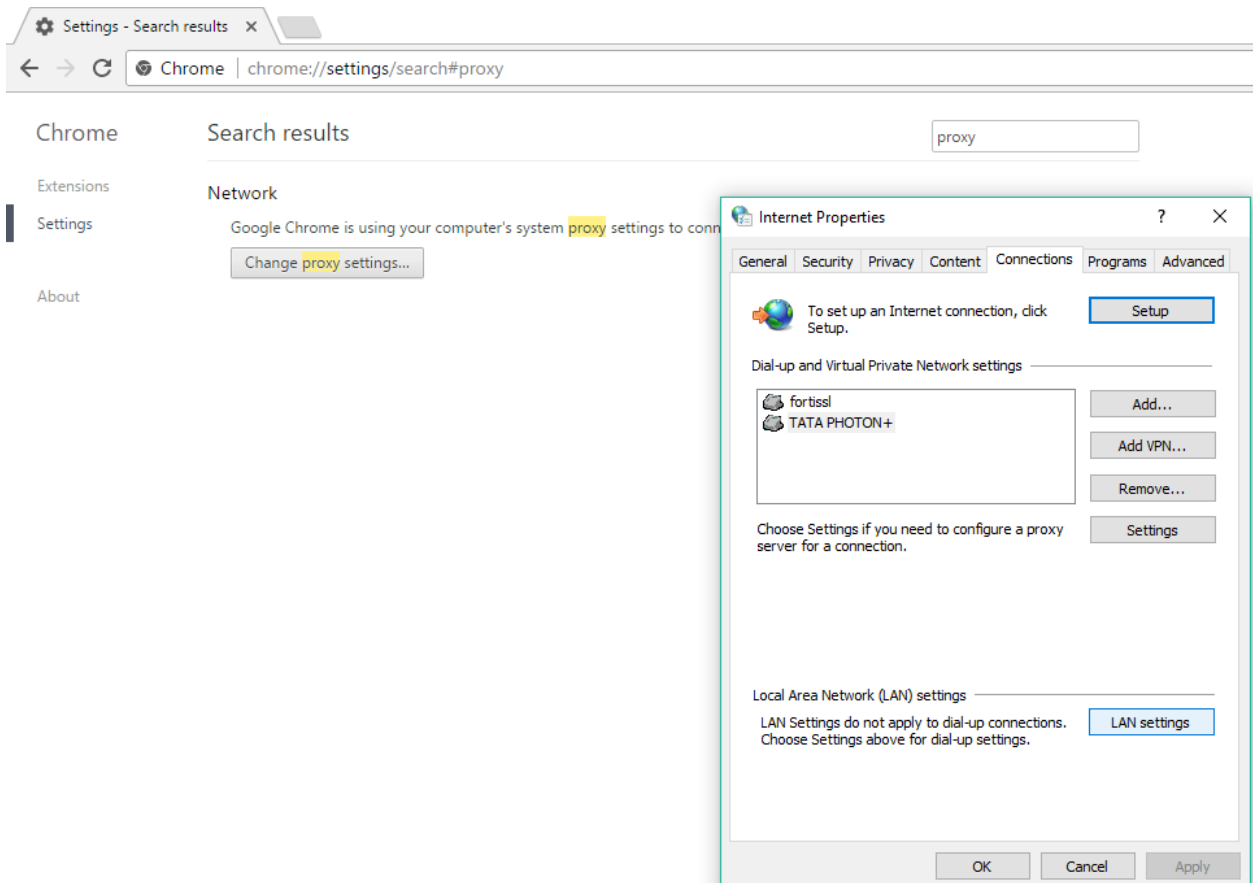 Settings - Search results
Chrome chrome://settings/search#proxy
Chrome
Extensions
Settings
About
Search results
proxy
Network
Google Chrome is using your computer's system proxy settings to conn
Change proxy settings...
Internet Properties
?
General Security Privacy Content Connections Programs Advanced
To set up an Internet connection, click
Setup.
Setup
Dial-up and Virtual Private Network settings
fortissl
TATA PHOTON+
Add...
Add VPN...
Remove...
Choose Settings if you need to configure a proxy
server for a connection.
Settings
Local Area Network (LAN) settings
LAN Settings do not apply to dial-up connections.
Choose Settings above for dial-up settings.
LAN settings
OK Cancel Apply